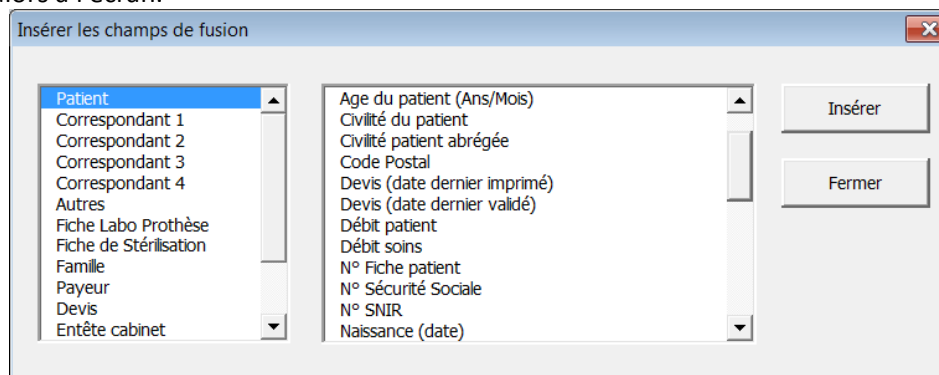 alors à l'écran.
Insérer les champs de fusion
Patient
Correspondant 1
Correspondant 2
Correspondant 3
Correspondant 4
Autres
Fiche Labo Prothèse
Fiche de Stérilisation
Famille
Payeur
Devis
Entête cabinet
Age du patient (Ans/Mois)
Civilité du patient
Civilité patient abrégée
Code Postal
Devis (date dernier imprimé)
Devis (date dernier validé)
Débit patient
Débit soins
N° Fiche patient
N° Sécurité Sociale
N° SNIR
Naissance (date)
Insérer
Fermer